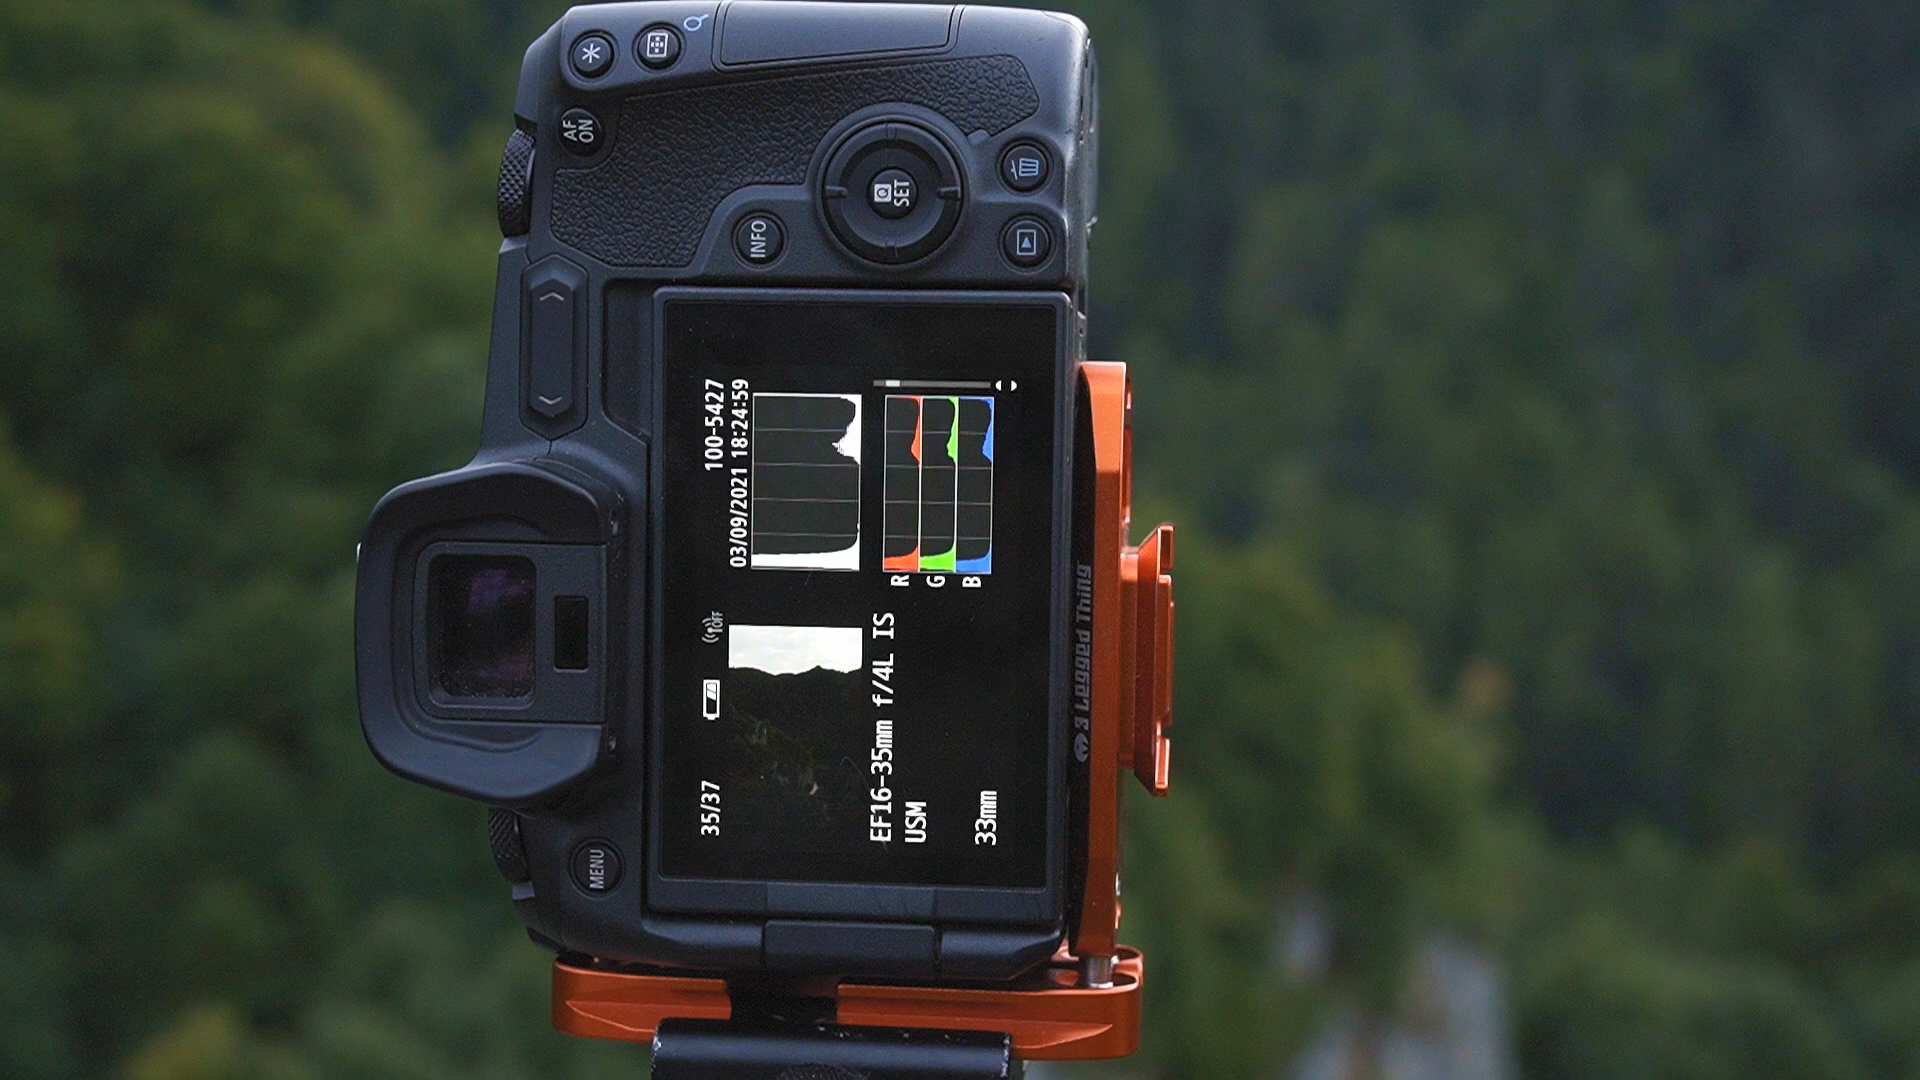 35/37
100-5427
03/09/2021 18:24:59
OFF
EF16-35mm f/4L IS
USM
33mm
R
G
B
MENU
INFO
SET
AF
ON
3 Legged Thing